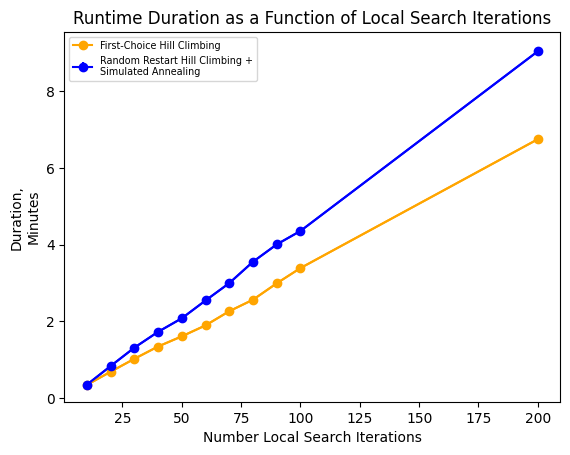 Runtime Duration as a Function of Local Search Iterations
First-Choice Hill Climbing
Random Restart Hill Climbing +
Simulated Annealing
Duration,
Minutes
8
6
4
2
0
25
50
75
100
125
150
175
200
Number Local Search Iterations